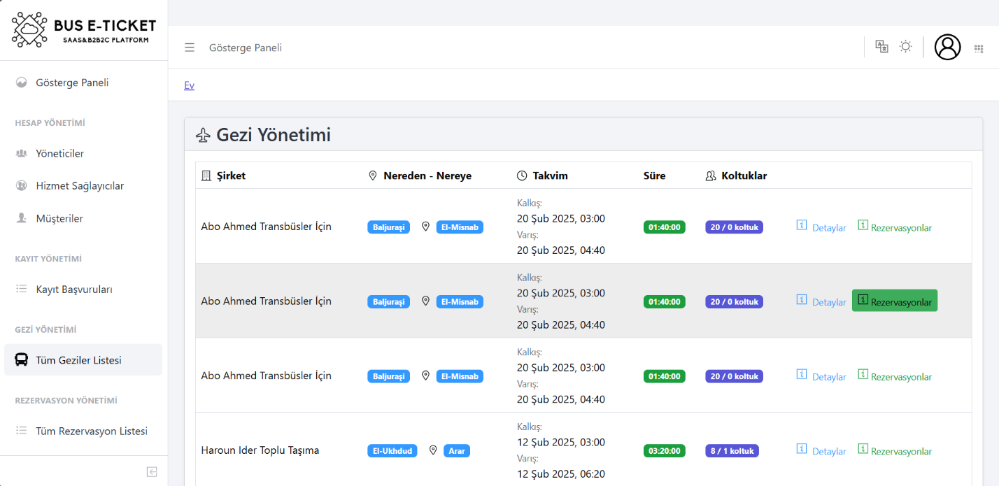 BUS E-TICKET
SAAS&B2B2C PLATFORM
Gösterge Paneli
HESAP YÖNETİMİ
Yöneticiler
Hizmet Sağlayıcılar
Müşteriler
KAYIT YÖNETİMİ
Kayıt Başvuruları
GEZİ YÖNETİMİ
Tüm Geziler Listesi
REZERVASYON YÖNETİMİ
Tüm Rezervasyon Listesi
Gösterge Paneli
Ev
Gezi Yönetimi
Şirket Nereden - Nereye Takvim Süre Koltuklar
Kalkış:
20 Şub 2025, 03:00
Abo Ahmed Transbüsler İçin Baljuraşi El-Misnab 01:40:00 20 / 0 koltuk Detaylar Rezervasyonlar
Varış:
20 Şub 2025, 04:40
Kalkış:
20 Şub 2025, 03:00
Abo Ahmed Transbüsler İçin Baljuraşi El-Misnab 01:40:00 20 / 0 koltuk Detaylar Rezervasyonlar
Varış:
20 Şub 2025, 04:40
Kalkış:
20 Şub 2025, 03:00
Abo Ahmed Transbüsler İçin Baljuraşi El-Misnab 01:40:00 20 / 0 koltuk Detaylar Rezervasyonlar
Varış:
20 Şub 2025, 04:40
Kalkış:
12 Şub 2025, 03:00
Haroun Ider Toplu Taşıma El-Ukhdud Arar 03:20:00 8 / 1 koltuk Detaylar Rezervasyonlar
Varış:
12 Şub 2025, 06:20